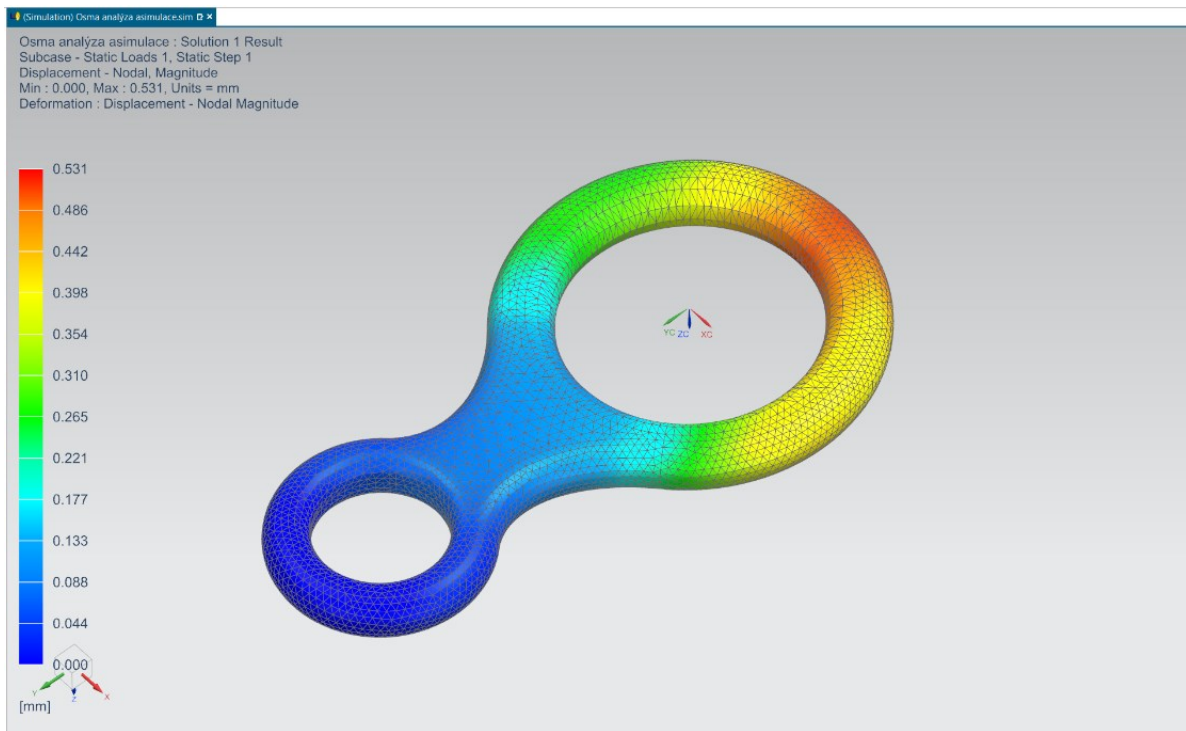 (Simulation) Osma analýza asimulace.sim
Osma analýza asimulace : Solution 1 Result
Subcase - Static Loads 1, Static Step 1
Displacement - Nodal, Magnitude
Min : 0.000, Max : 0.531, Units = mm
Deformation : Displacement - Nodal Magnitude
0.531
0.486
0.442
0.398
0.354
0.310
0.265
0.221
0.177
0.133
0.088
0.044
0.000
[mm]
YC ZC XC
Y Z X